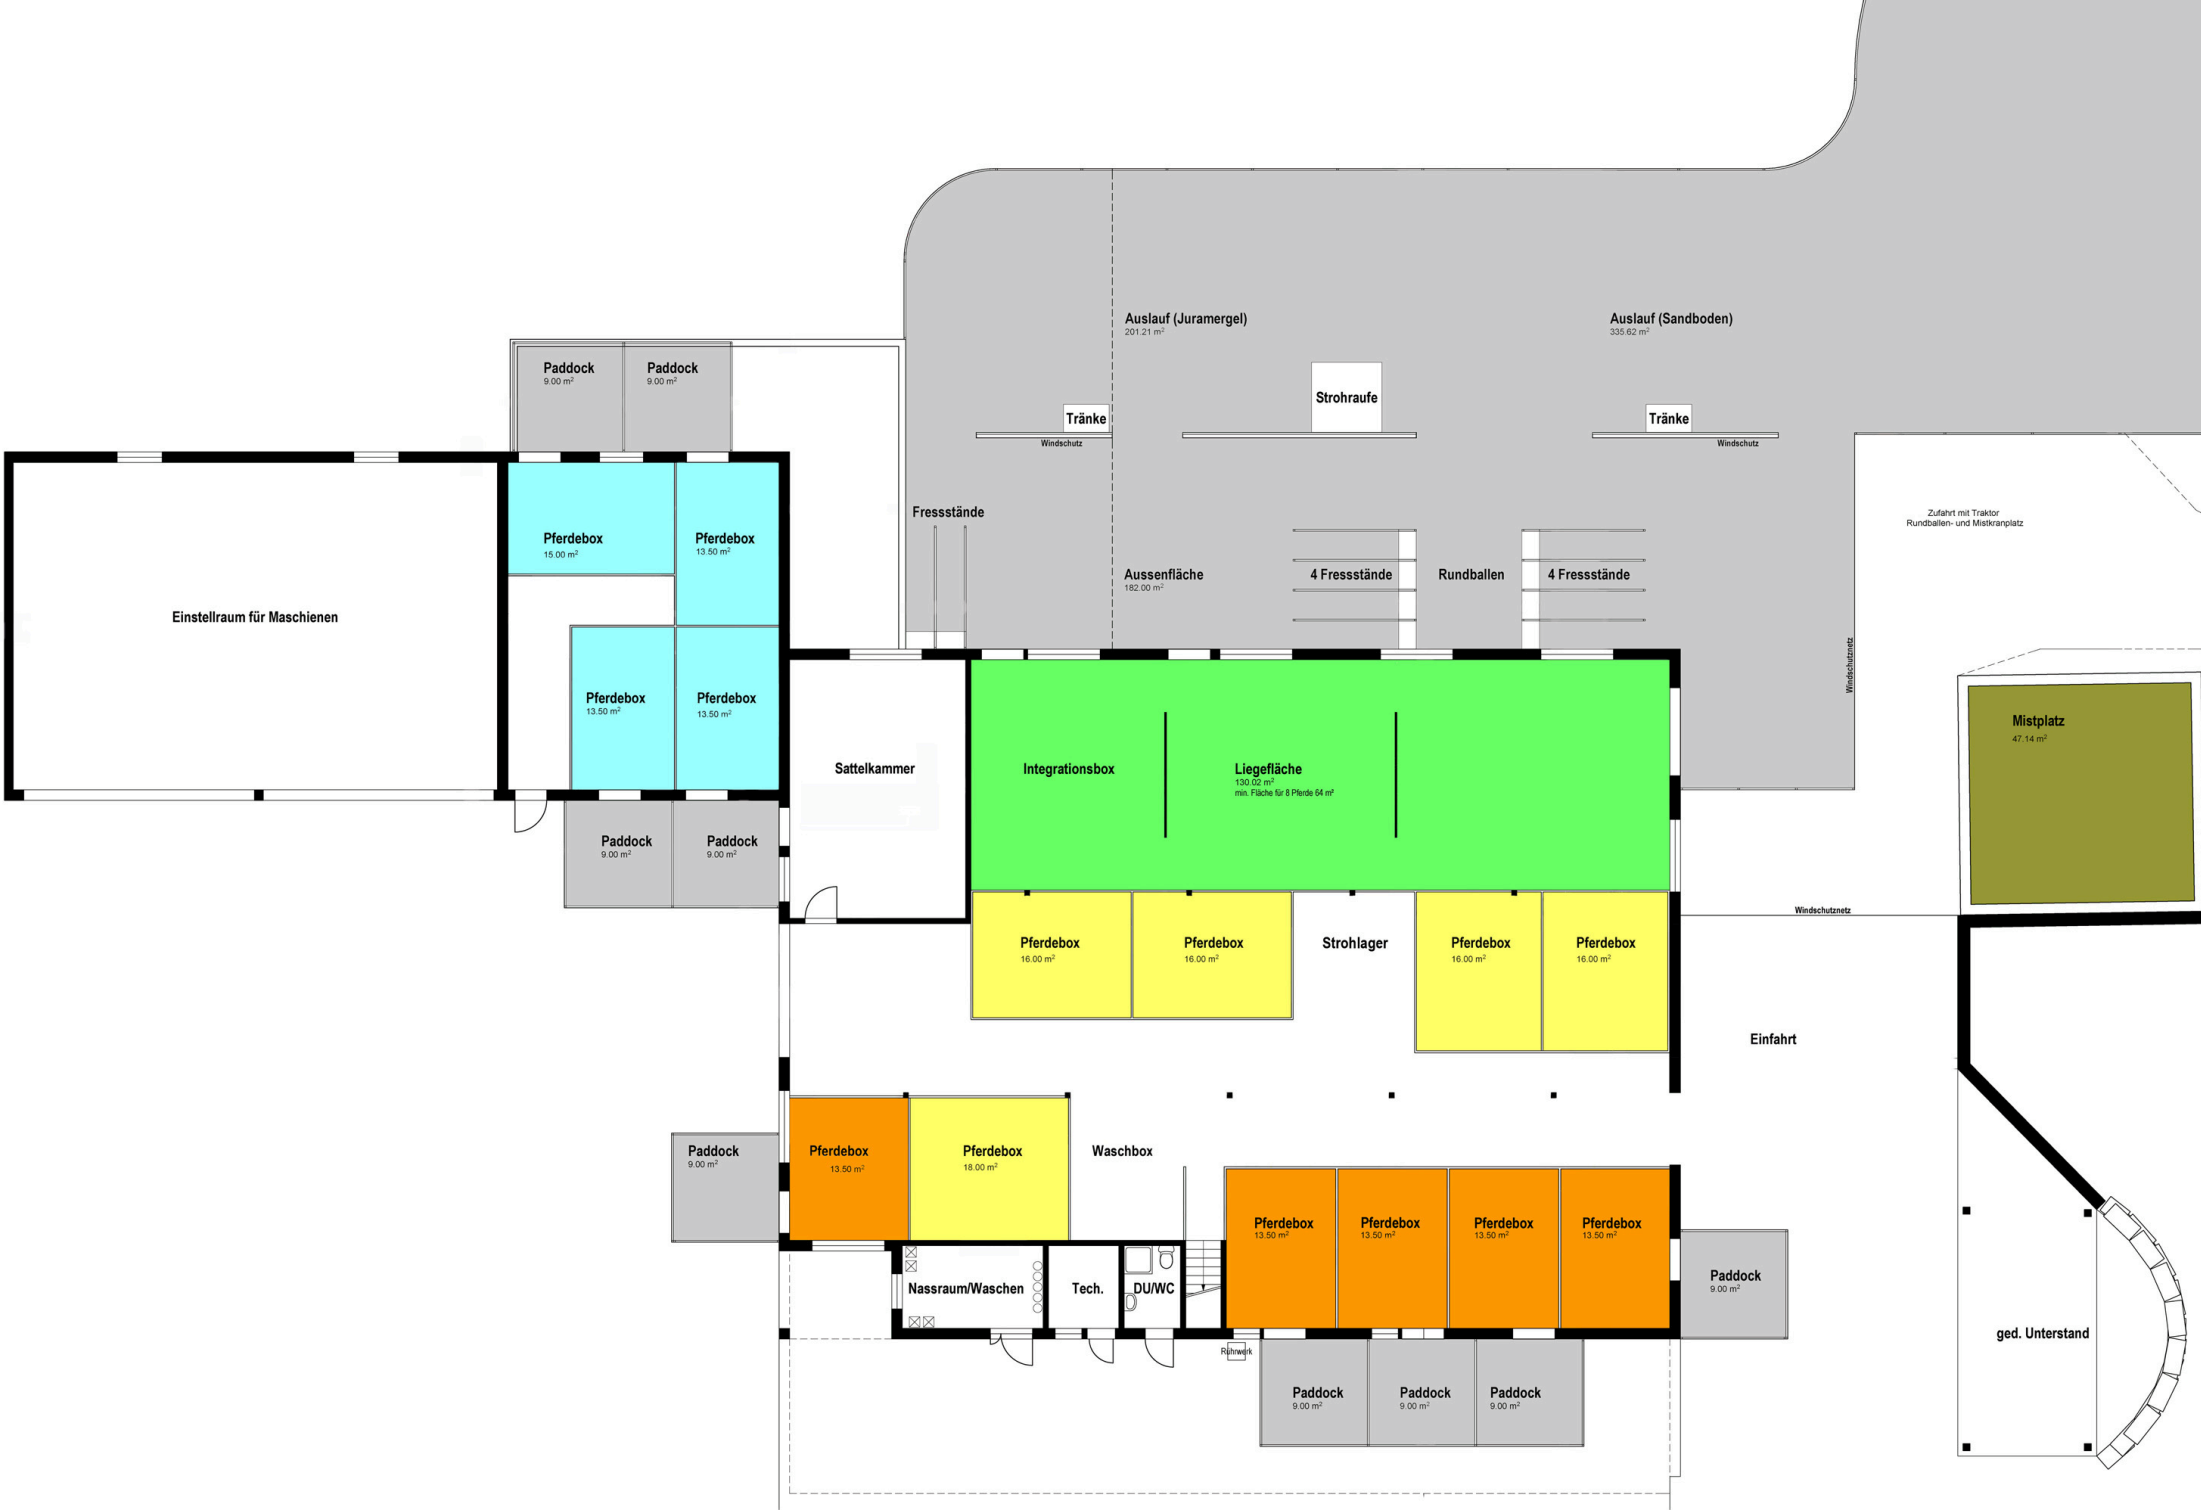 Auslauf (Juramergel)
201.21 m²
Auslauf (Sandboden)
335.62 m²
Paddock
9.00 m²
Paddock
9.00 m²
Strohraufe
Tränke
Windschutz
Tränke
Windschutz
Fressstände
Zufahrt mit Traktor
Rundballen- und Mistkranplatz
Pferdebox
15.00 m²
Pferdebox
13.50 m²
Aussenfläche
182.00 m²
4 Fressstände
Rundballen
4 Fressstände
Einstellraum für Maschienen
Windschutznetz
Pferdebox
13.50 m²
Pferdebox
13.50 m²
Mistplatz
47.14 m²
Sattelkammer
Integrationsbox
Liegefläche
130.02 m²
min. Fläche für 8 Pferde 64 m²
Paddock
9.00 m²
Paddock
9.00 m²
Windschutznetz
Pferdebox
16.00 m²
Pferdebox
16.00 m²
Strohlager
Pferdebox
16.00 m²
Pferdebox
16.00 m²
Einfahrt
Paddock
9.00 m²
Pferdebox
13.50 m²
Pferdebox
18.00 m²
Waschbox
Pferdebox
13.50 m²
Pferdebox
13.50 m²
Pferdebox
13.50 m²
Pferdebox
13.50 m²
Nassraum/Waschen
Tech.
DU/WC
Paddock
9.00 m²
ged. Unterstand
Rührwerk
Paddock
9.00 m²
Paddock
9.00 m²
Paddock
9.00 m²